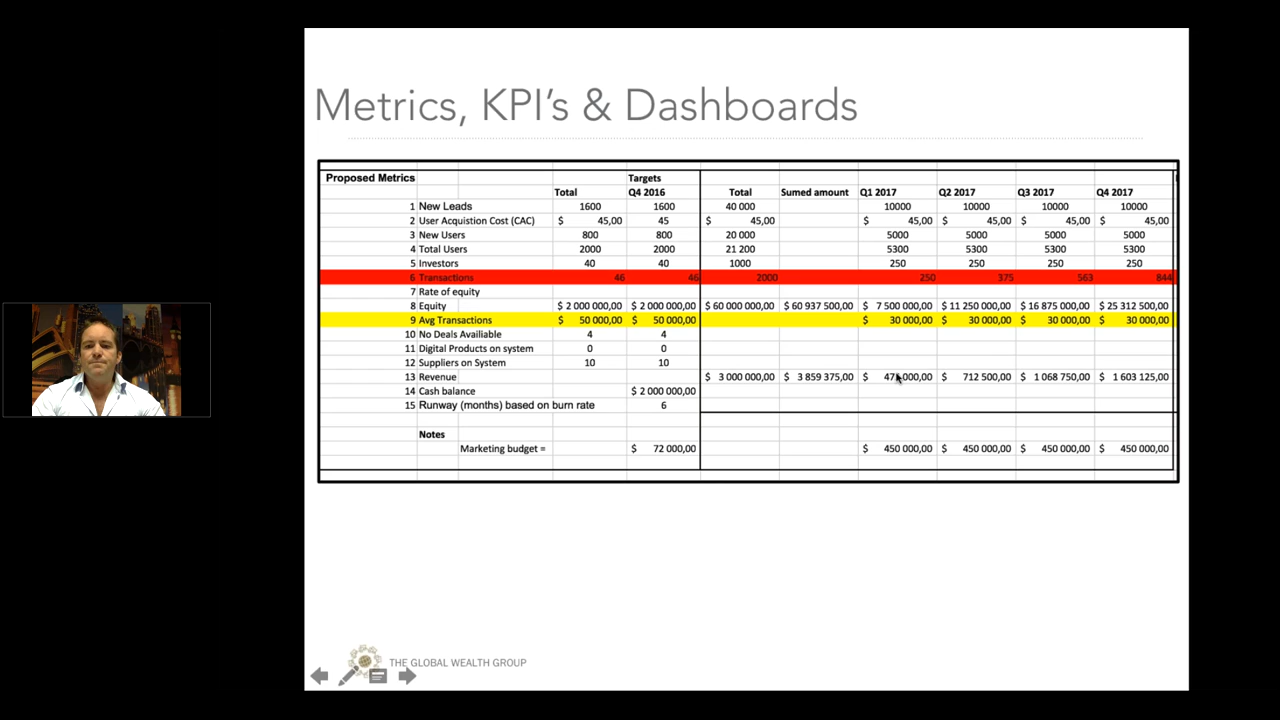 Metrics, KPI's & Dashboards
Proposed Metrics Targets
Total Q4 2016 Total Sumed amount Q1 2017 Q2 2017 Q3 2017 Q4 2017
1 New Leads 1600 1600 40 000 10000 10000 10000 10000
2 User Acquistion Cost (CAC) $ 45,00 45 $ 45,00 $ 45,00 $ 45,00 $ 45,00 $ 45,00
3 New Users 800 800 20 000 5000 5000 5000 5000
4 Total Users 2000 2000 21 200 5300 5300 5300 5300
5 Investors 40 40 1000 250 250 250 250
6 Transactions 46 46 2000 250 375 563 844
7 Rate of equity
8 Equity $ 2 000 000,00 $ 2 000 000,00 $ 60 000 000,00 $ 60 937 500,00 $ 7 500 000,00 $ 11 250 000,00 $ 16 875 000,00 $ 25 312 500,00
9 Avg Transactions $ 50 000,00 $ 50 000,00 $ 30 000,00 $ 30 000,00 $ 30 000,00 $ 30 000,00
10 No Deals Availiable 4 4
11 Digital Products on system 0 0
12 Suppliers on System 10 10
13 Revenue $ 3 000 000,00 $ 3 859 375,00 $ $ 712 500,00 $ 1 068 750,00 $ 1 603 125,00
14 Cash balance $ 2 000 000,00
15 Runway (months) based on burn rate 6
Notes
Marketing budget = $ 72 000,00 $ 450 000,00 $ 450 000,00 $ 450 000,00 $ 450 000,00
THE GLOBAL WEALTH GROUP